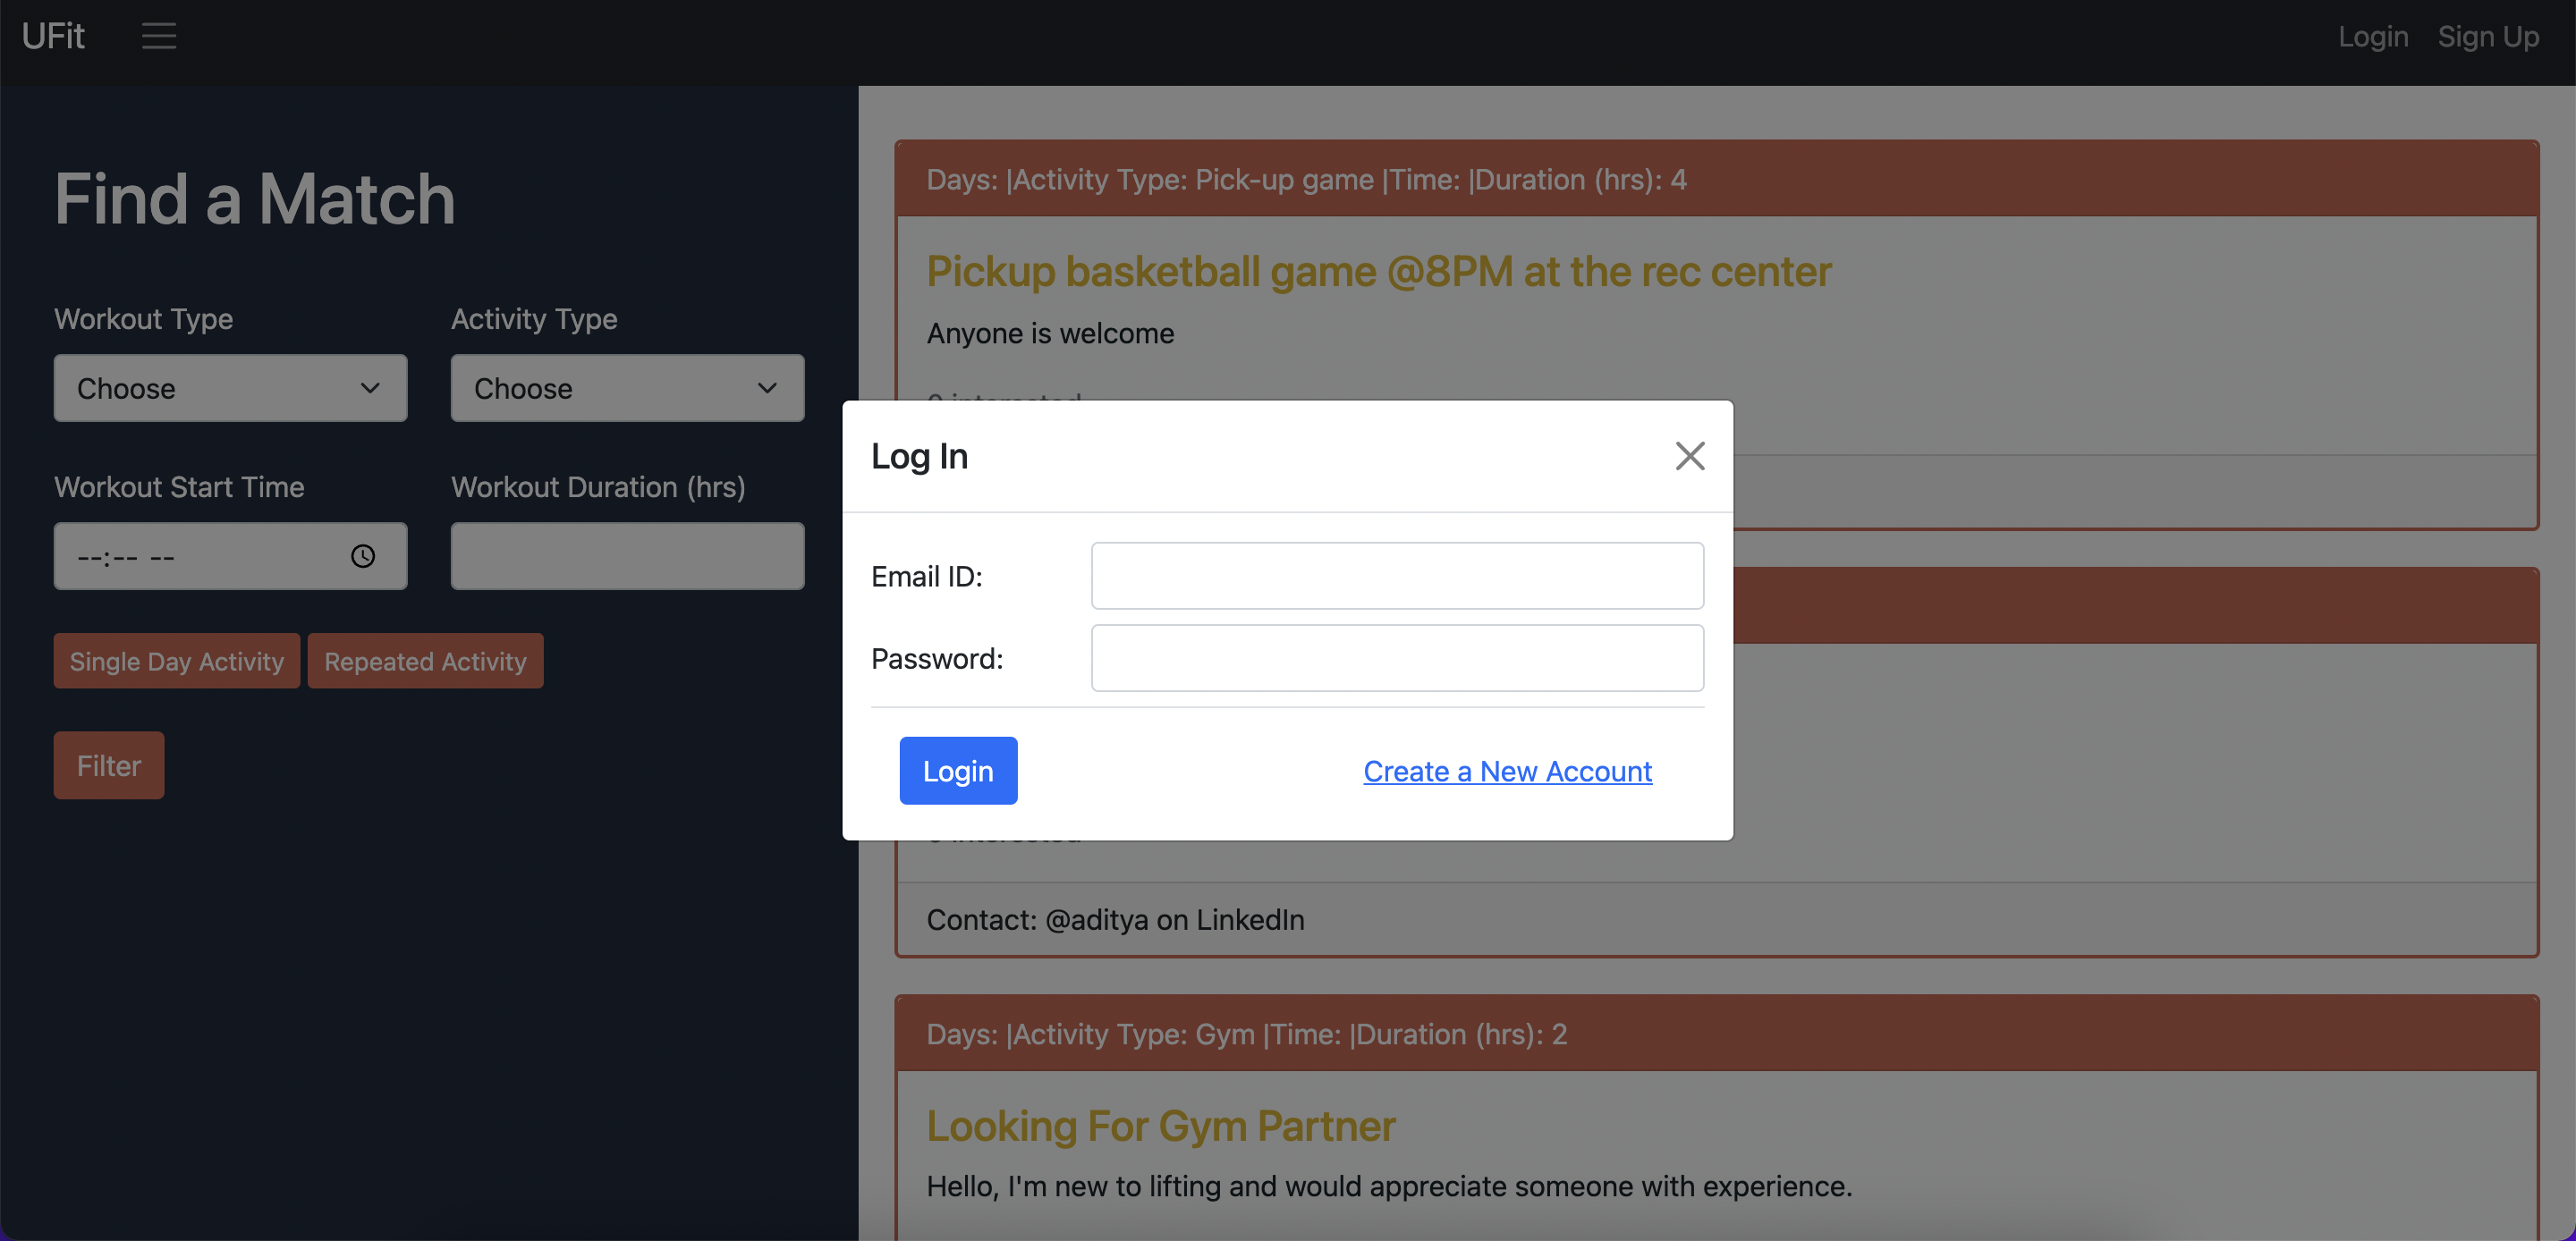 UFit
Login Sign Up
Find a Match
Workout Type Activity Type
Choose Choose
Workout Start Time Workout Duration (hrs)
--:-- --
Single Day Activity Repeated Activity
Filter
Days: |Activity Type: Pick-up game |Time: |Duration (hrs): 4
Pickup basketball game @8PM at the rec center
Anyone is welcome
Log In
Email ID:
Password:
Login Create a New Account
Contact: @aditya on LinkedIn
Days: |Activity Type: Gym |Time: |Duration (hrs): 2
Looking For Gym Partner
Hello, I'm new to lifting and would appreciate someone with experience.